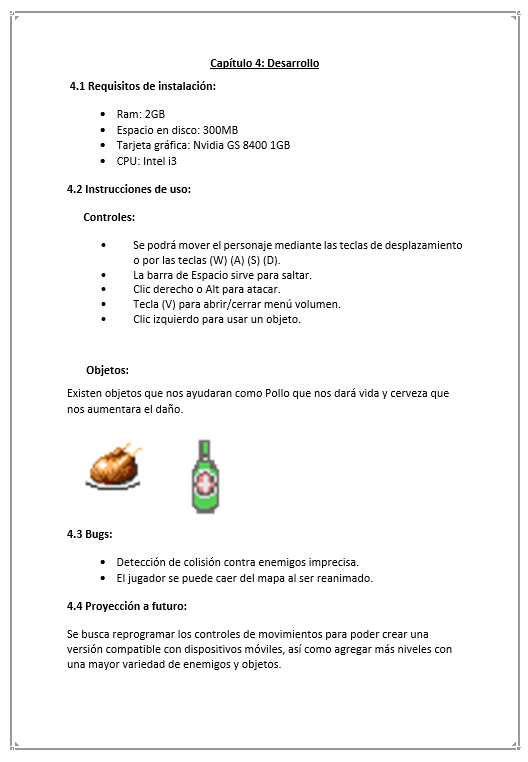 Capítulo 4: Desarrollo
4.1 Requisitos de instalación:
• Ram: 2GB
• Espacio en disco: 300MB
• Tarjeta gráfica: Nvidia GS 8400 1GB
• CPU: Intel i3
4.2 Instrucciones de uso:
Controles:
• Se podrá mover el personaje mediante las teclas de desplazamiento
o por las teclas (W) (A) (S) (D).
• La barra de Espacio sirve para saltar.
• Clic derecho o Alt para atacar.
• Tecla (V) para abrir/cerrar menú volumen.
• Clic izquierdo para usar un objeto.
Objetos:
Existen objetos que nos ayudaran como Pollo que nos dará vida y cerveza que
nos aumentara el daño.
4.3 Bugs:
• Detección de colisión contra enemigos imprecisa.
• El jugador se puede caer del mapa al ser reanimado.
4.4 Proyección a futuro:
Se busca reprogramar los controles de movimientos para poder crear una
versión compatible con dispositivos móviles, así como agregar más niveles con
una mayor variedad de enemigos y objetos.